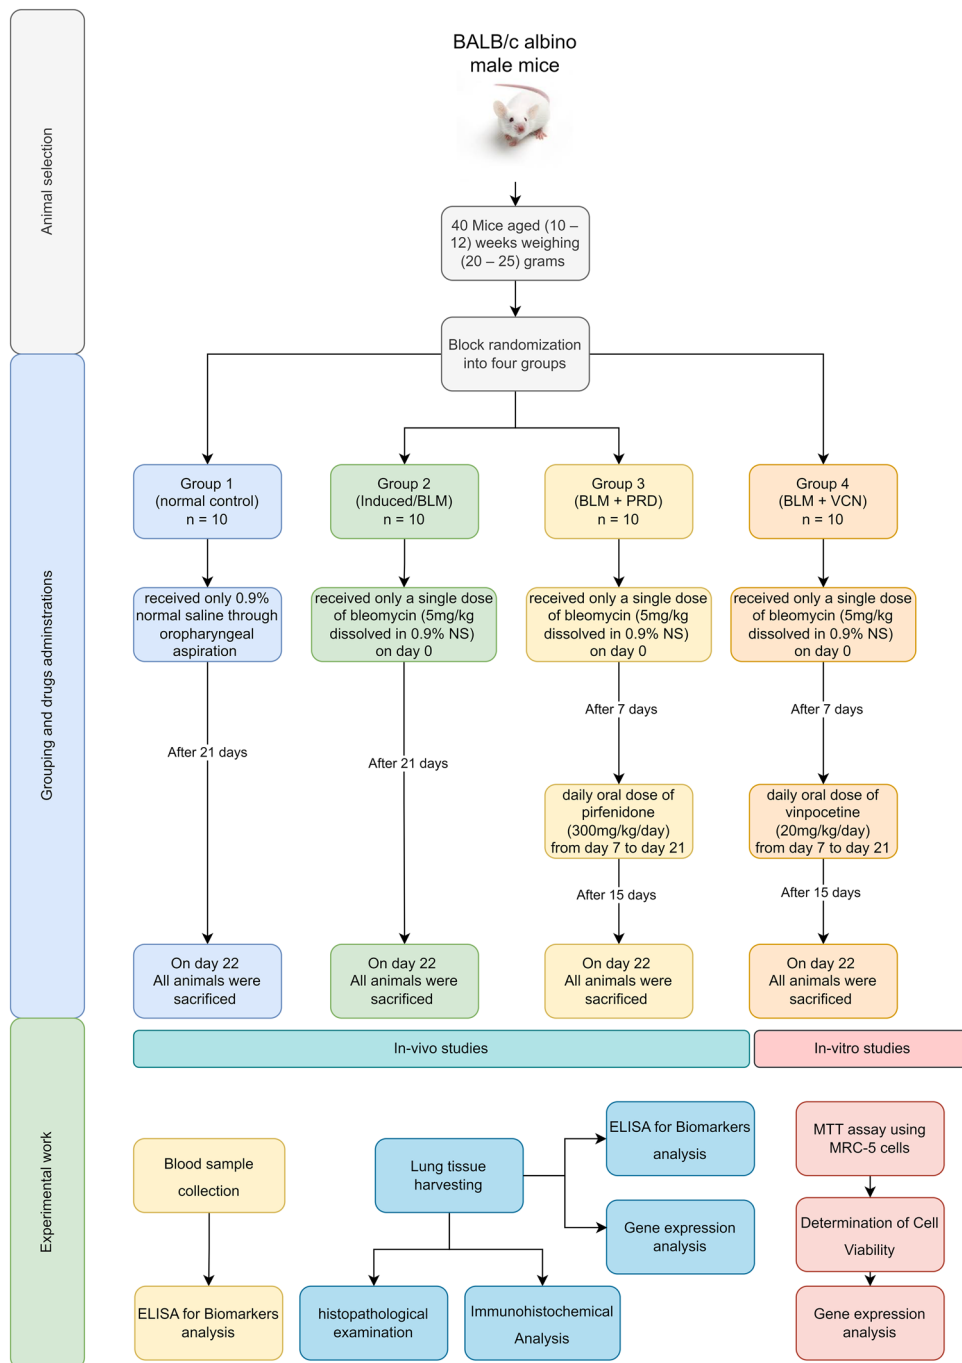 BALB/c albino
male mice
Animal selection
40 Mice aged (10 –
12) weeks weighing
(20 – 25) grams
Block randomization
into four groups
Grouping and drugs adminstrations
Group 1
(normal control)
n = 10
Group 2
(Induced/BLM)
n = 10
Group 3
(BLM + PRD)
n = 10
Group 4
(BLM + VCN)
n = 10
received only 0.9%
normal saline through
oropharyngeal
aspiration
received only a single dose
of bleomycin (5mg/kg
dissolved in 0.9% NS)
on day 0
received only a single dose
of bleomycin (5mg/kg
dissolved in 0.9% NS)
on day 0
received only a single dose
of bleomycin (5mg/kg
dissolved in 0.9% NS)
on day 0
After 21 days
After 21 days
After 7 days
After 7 days
daily oral dose of
pirfenidone
(300mg/kg/day)
from day 7 to day 21
daily oral dose of
vinpocetine
(20mg/kg/day)
from day 7 to day 21
After 15 days
After 15 days
On day 22
All animals were
sacrificed
On day 22
All animals were
sacrificed
On day 22
All animals were
sacrificed
On day 22
All animals were
sacrificed
Experimental work
In-vivo studies
In-vitro studies
Blood sample
collection
ELISA for Biomarkers
analysis
Lung tissue
harvesting
histopathological
examination
Immunohistochemical
Analysis
ELISA for Biomarkers
analysis
Gene expression
analysis
MTT assay using
MRC-5 cells
Determination of Cell
Viability
Gene expression
analysis